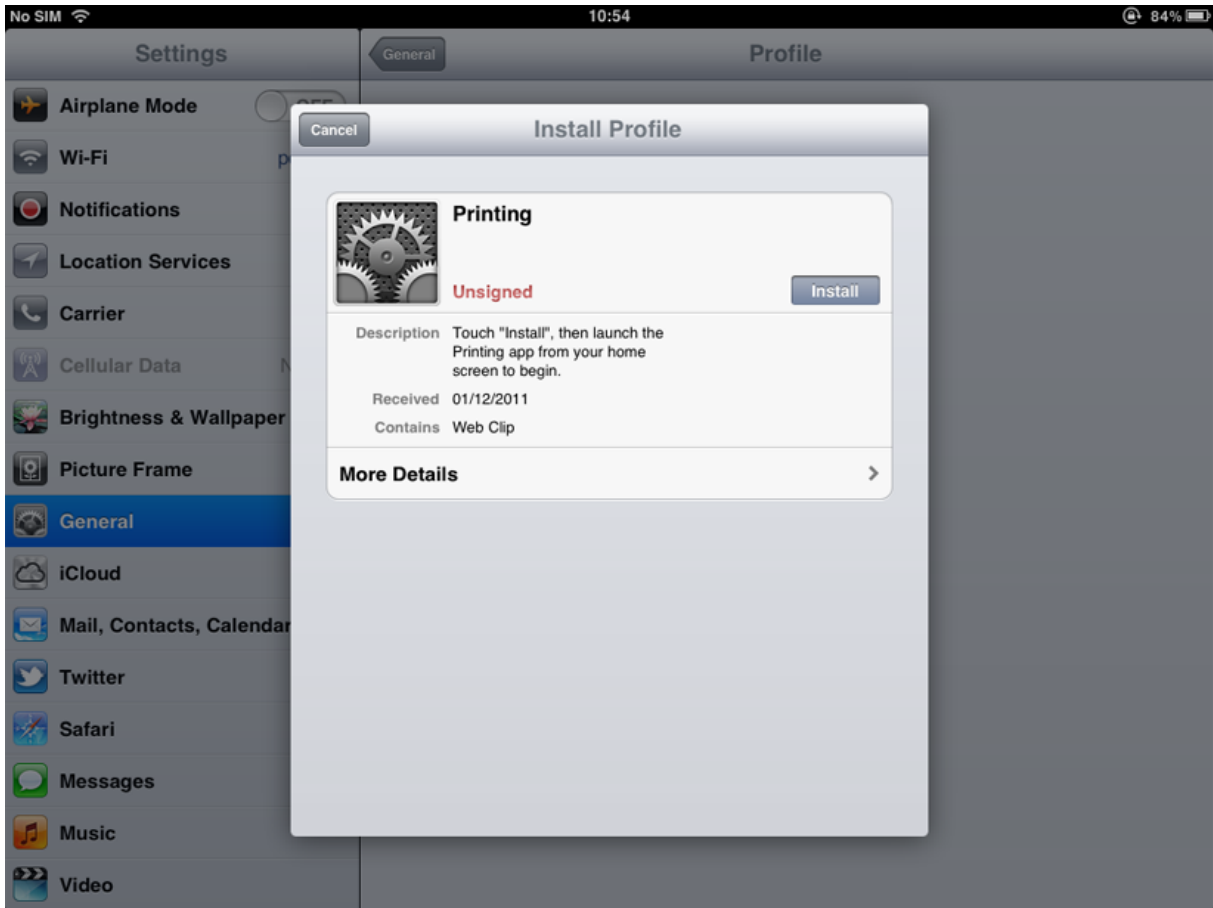 No SIM 10:54 84%
Settings General Profile
Airplane Mode
Wi-Fi
Notifications
Location Services
Carrier
Cellular Data
Brightness & Wallpaper
Picture Frame
General
iCloud
Mail, Contacts, Calendar
Twitter
Safari
Messages
Music
Video
Cancel Install Profile
Printing
Unsigned Install
Description Touch "Install", then launch the
Printing app from your home
screen to begin.
Received 01/12/2011
Contains Web Clip
More Details